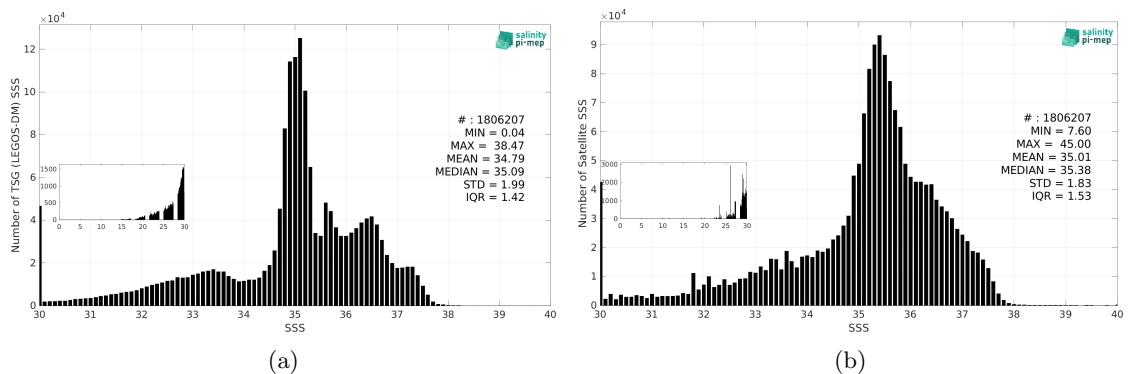 ×10⁴
12
10
8
6
4
2
0
Number of TSG (LEGOS-DM) SSS
30 31 32 33 34 35 36 37 38 39 40
SSS
salinity
pi-mep
# : 1806207
MIN = 0.04
MAX = 38.47
MEAN = 34.79
MEDIAN = 35.09
STD = 1.99
IQR = 1.42
1500
1000
500
0
0 5 10 15 20 25 30
(a)
×10⁴
9
8
7
6
5
4
3
2
1
0
Number of Satellite SSS
30 31 32 33 34 35 36 37 38 39 40
SSS
salinity
pi-mep
# : 1806207
MIN = 7.60
MAX = 45.00
MEAN = 35.01
MEDIAN = 35.38
STD = 1.83
IQR = 1.53
3000
2000
1000
0
0 5 10 15 20 25 30
(b)